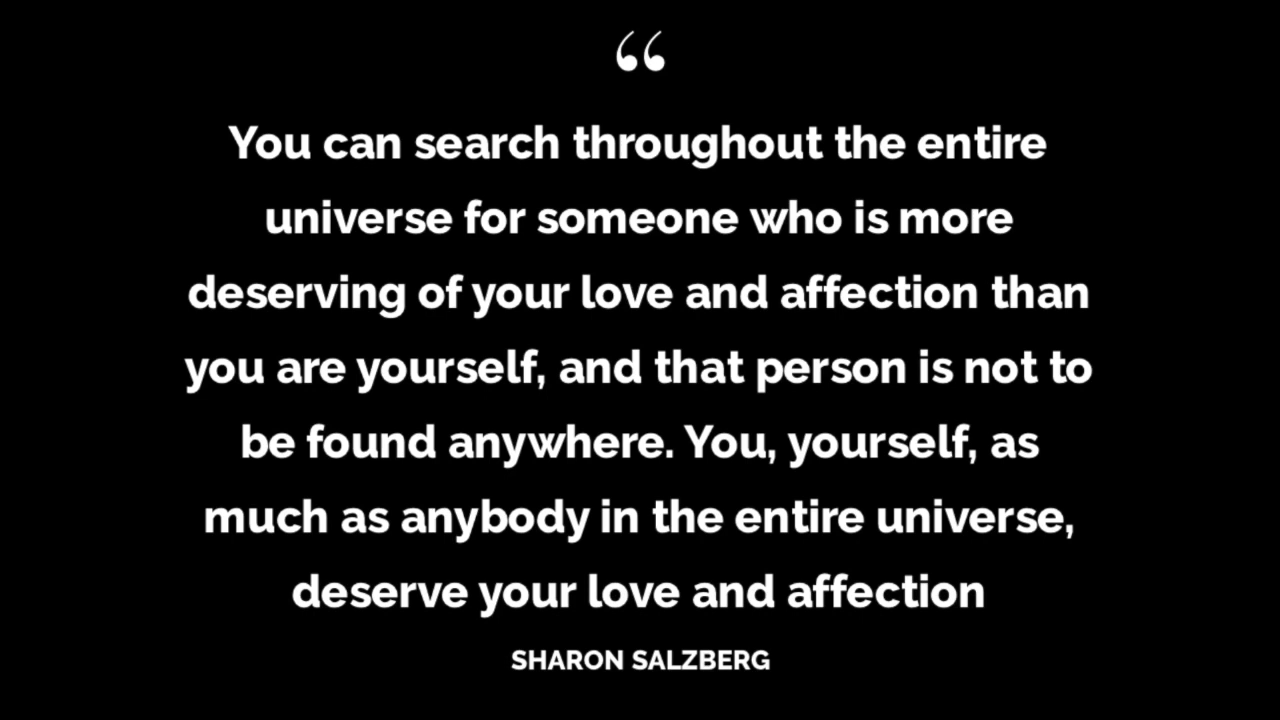 “
You can search throughout the entire
universe for someone who is more
deserving of your love and affection than
you are yourself, and that person is not to
be found anywhere. You, yourself, as
much as anybody in the entire universe,
deserve your love and affection
SHARON SALZBERG